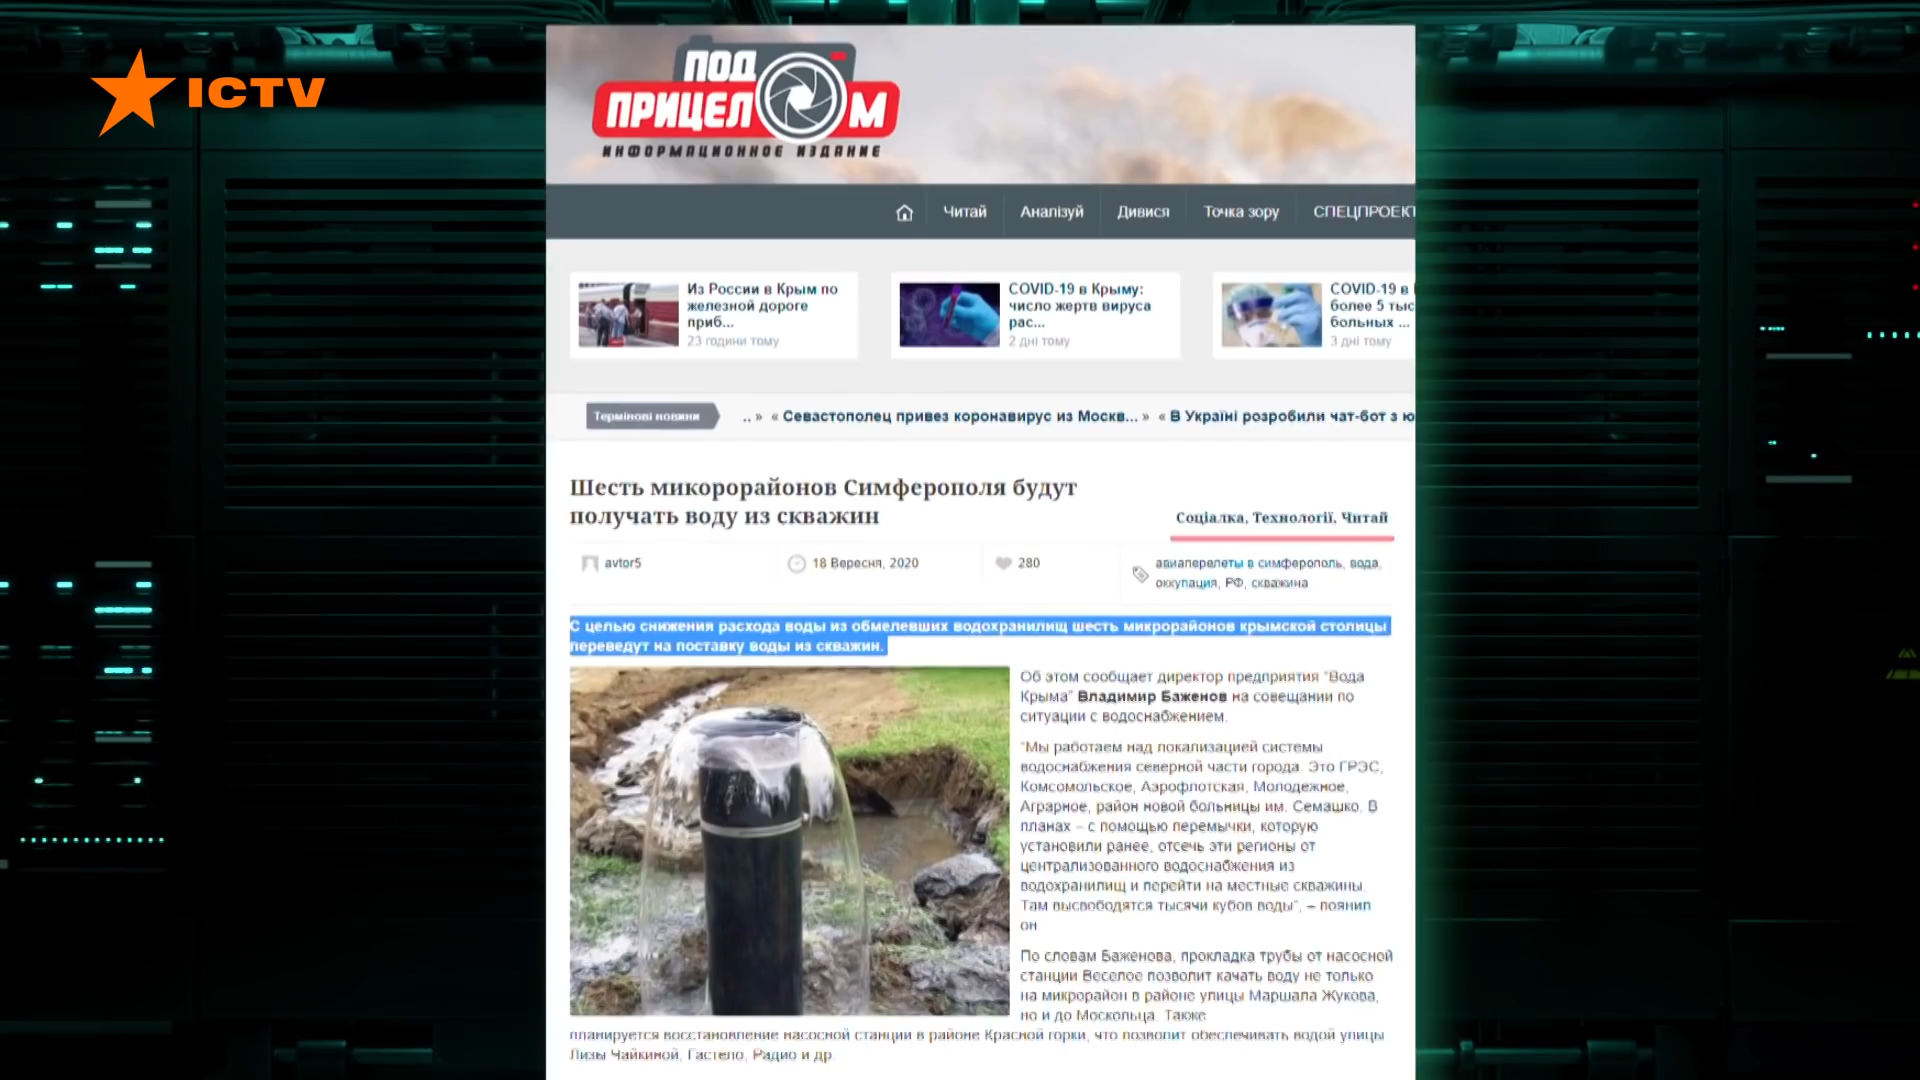 ICTV
ПОД
ПРИЦЕЛОМ
ИНФОРМАЦИОННОЕ ИЗДАНИЕ
Читай
Аналізуй
Дивися
Точка зору
СПЕЦПРОЕКТ
Из России в Крым по
железной дороге
приб...
23 години тому
COVID-19 в Крыму:
число жертв вируса
рас...
2 дні тому
COVID-19 в
более 5 тыс
больных ...
3 дні тому
Термінові новини
.. » « Севастополец привез коронавирус из Москв... » « В Україні розробили чат-бот з ю
Шесть микорорайонов Симферополя будут
получать воду из скважин
Соціалка, Технології, Читай
avtor5
18 Вересня, 2020
280
авиаперелеты в симферополь, вода,
оккупация, РФ, скважина
С целью снижения расхода воды из обмелевших водохранилищ шесть микрорайонов крымской столицы
переведут на поставку воды из скважин.
Об этом сообщает директор предприятия "Вода
Крыма" Владимир Баженов на совещании по
ситуации с водоснабжением.
"Мы работаем над локализацией системы
водоснабжения северной части города. Это ГРЭС,
Комсомольское, Аэрофлотская, Молодежное,
Аграрное, район новой больницы им. Семашко. В
планах – с помощью перемычки, которую
установили ранее, отсечь эти регионы от
централизованного водоснабжения из
водохранилищ и перейти на местные скважины.
Там высвободятся тысячи кубов воды", –
он
По словам Баженова, прокладка трубы от насосной
станции Веселое позволит качать воду не только
на микрорайон в районе улицы Маршала Жукова,
но и до Москольца. Также
планируется восстановление насосной станции в районе Красной горки, что позволит обеспечивать водой улицы
Лизы Чайкиной, Гастело, Радио и др.